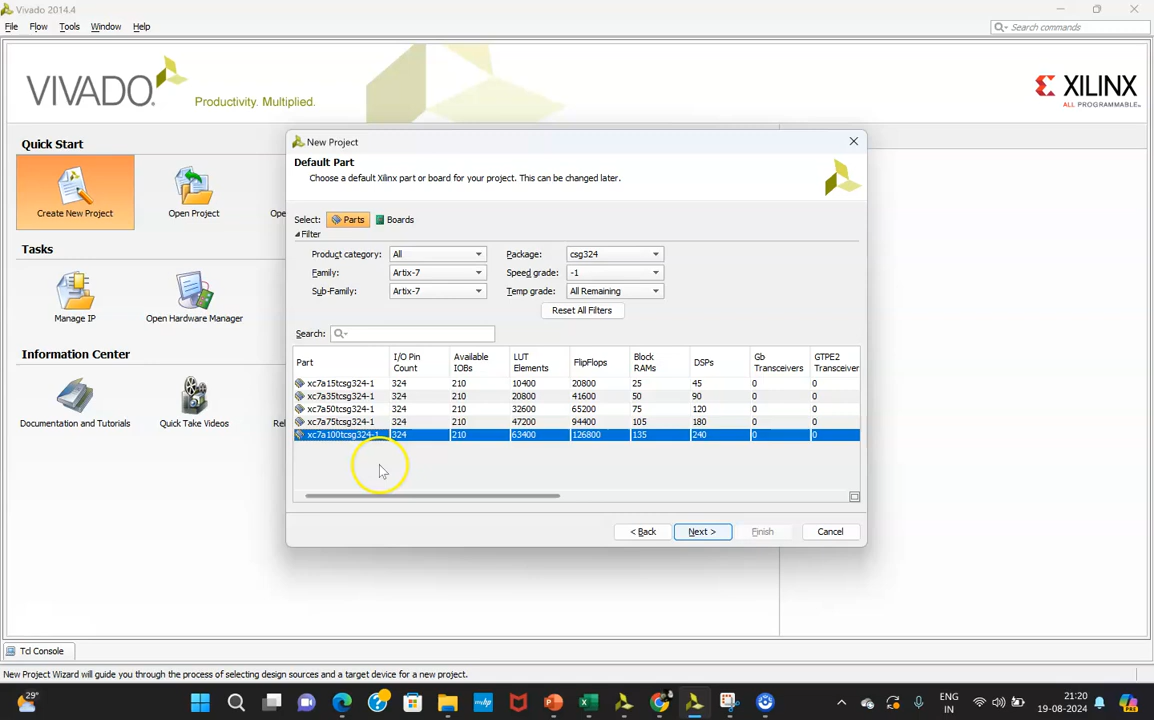 Vivado 2014.4
File Flow Tools Window Help
Search commands
VIVADO. Productivity. Multiplied.
XILINX
ALL PROGRAMMABLE.
Quick Start
Create New Project
Open Project
Ope
Tasks
Manage IP
Open Hardware Manager
Information Center
Documentation and Tutorials
Quick Take Videos
Rel
New Project
Default Part
Choose a default Xilinx part or board for your project. This can be changed later.
Select: Parts Boards
Filter
Product category: All Package: csg324
Family: Artix-7 Speed grade: -1
Sub-Family: Artix-7 Temp grade: All Remaining
Reset All Filters
Search:
Part I/O Pin Count Available IOBs LUT Elements FlipFlops Block RAMs DSPs Gb Transceivers GTPE2 Transceiver
xc7a15tcsg324-1 324 210 10400 20800 25 45 0 0
xc7a35tcsg324-1 324 210 20800 41600 50 90 0 0
xc7a50tcsg324-1 324 210 32600 65200 75 120 0 0
xc7a75tcsg324-1 324 210 47200 94400 105 180 0 0
xc7a100tcsg324-1 324 210 63400 126800 135 240 0 0
< Back Next > Finish Cancel
Tcl Console
New Project Wizard will guide you through the process of selecting design sources and a target device for a new project.
29°
ENG
IN
21:20
19-08-2024